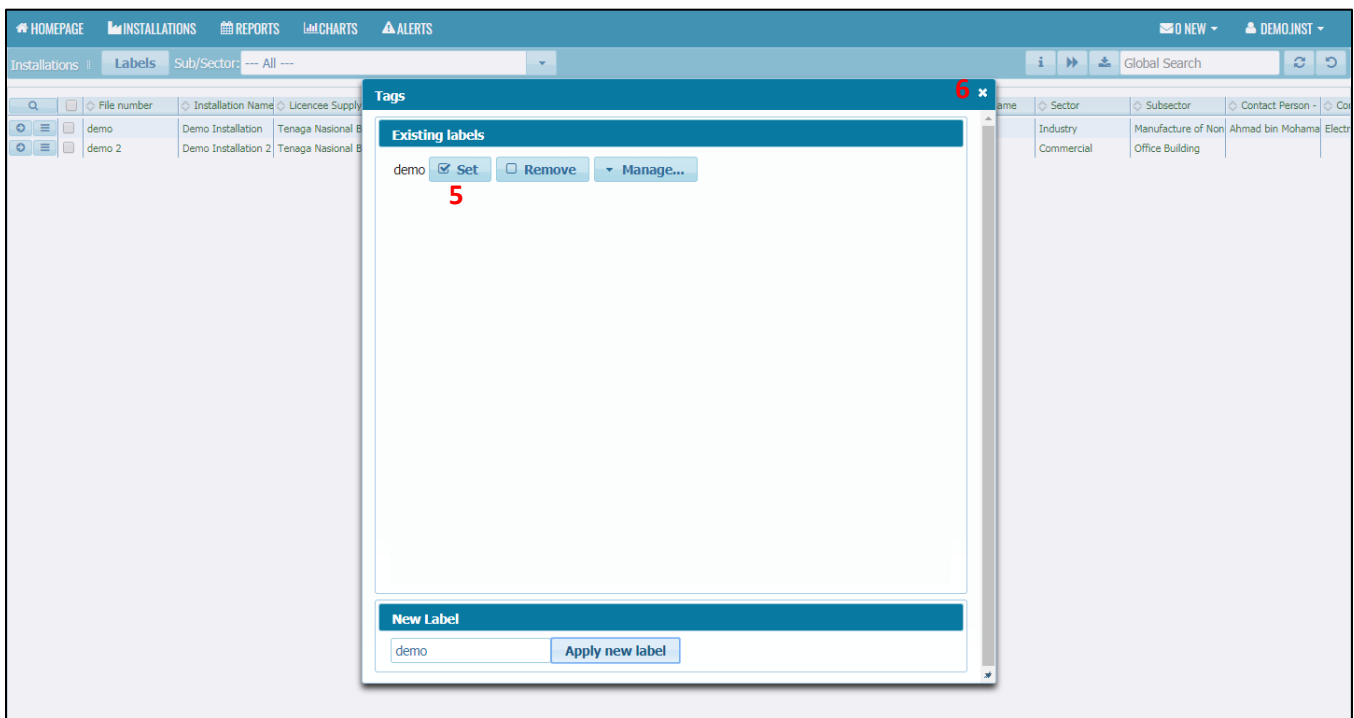 HOMEPAGE INSTALLATIONS REPORTS CHARTS ALERTS 0 NEW DEMO.INST
Installations Labels Sub/Sector: --- All --- i Global Search
Tags 6
File number Installation Name Licencee Supply ame Sector Subsector Contact Person - Co
Existing labels
demo Demo Installation Tenaga Nasional B Industry Manufacture of Non Ahmad bin Mohama Electr
demo 2 Demo Installation 2 Tenaga Nasional B Commercial Office Building
demo Set Remove Manage...
5
New Label
demo Apply new label